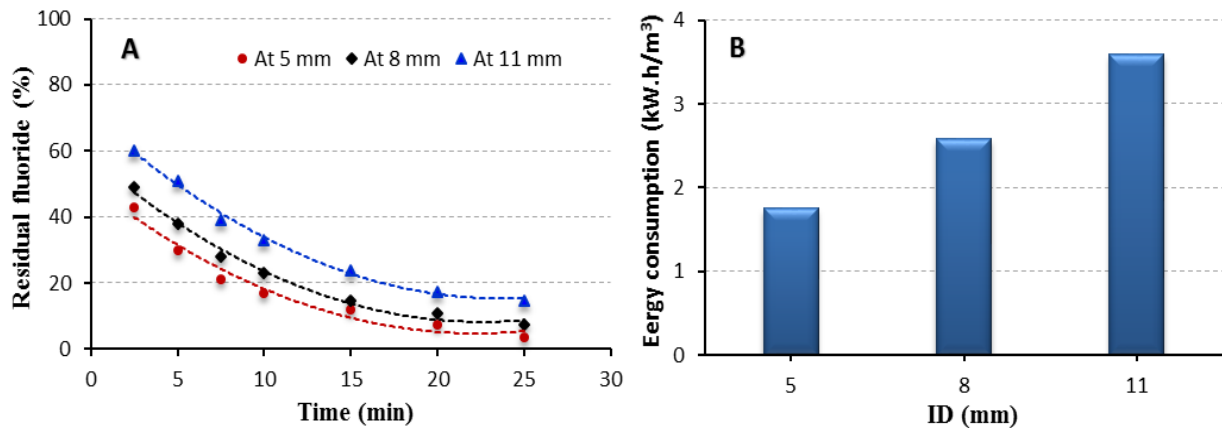 A
At 5 mm At 8 mm At 11 mm
Residual fluoride (%)
100
80
60
40
20
0
0 5 10 15 20 25 30
Time (min)
B
Eergy consumption (kW.h/m³)
4
3
2
1
0
5 8 11
ID (mm)